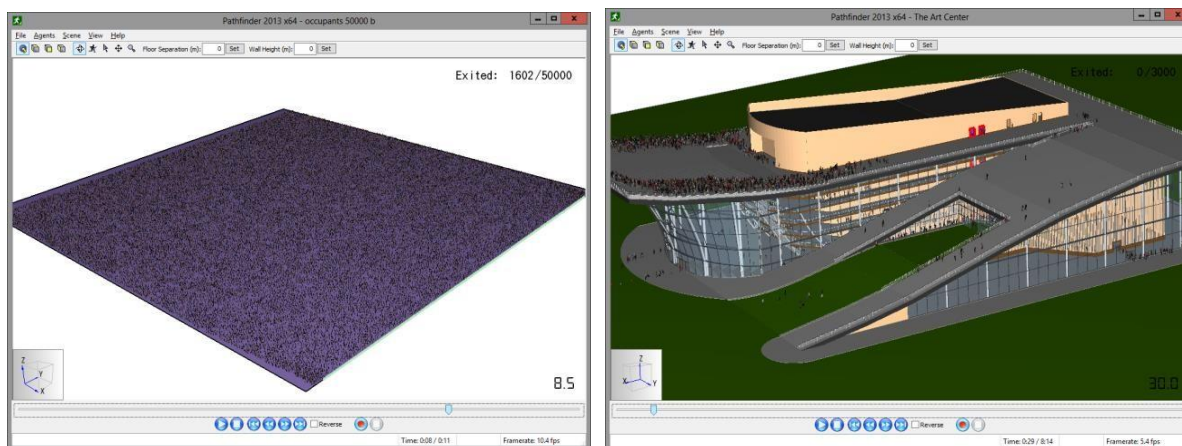 Pathfinder 2013 x64 - occupants 50000 b
File Agents Scene View Help
Floor Separation (m): 0 Set Wall Height (m): 0 Set
Exited: 1602/50000
Z
Y
X
8.5
Reverse
Time: 0:08 / 0:11 Framerate: 10.4 fps
Pathfinder 2013 x64 - The Art Center
File Agents Scene View Help
Floor Separation (m): 0 Set Wall Height (m): 0 Set
Exited: 0/3000
Z
X Y
30.0
Reverse
Time: 0:29 / 8:14 Framerate: 5.4 fps